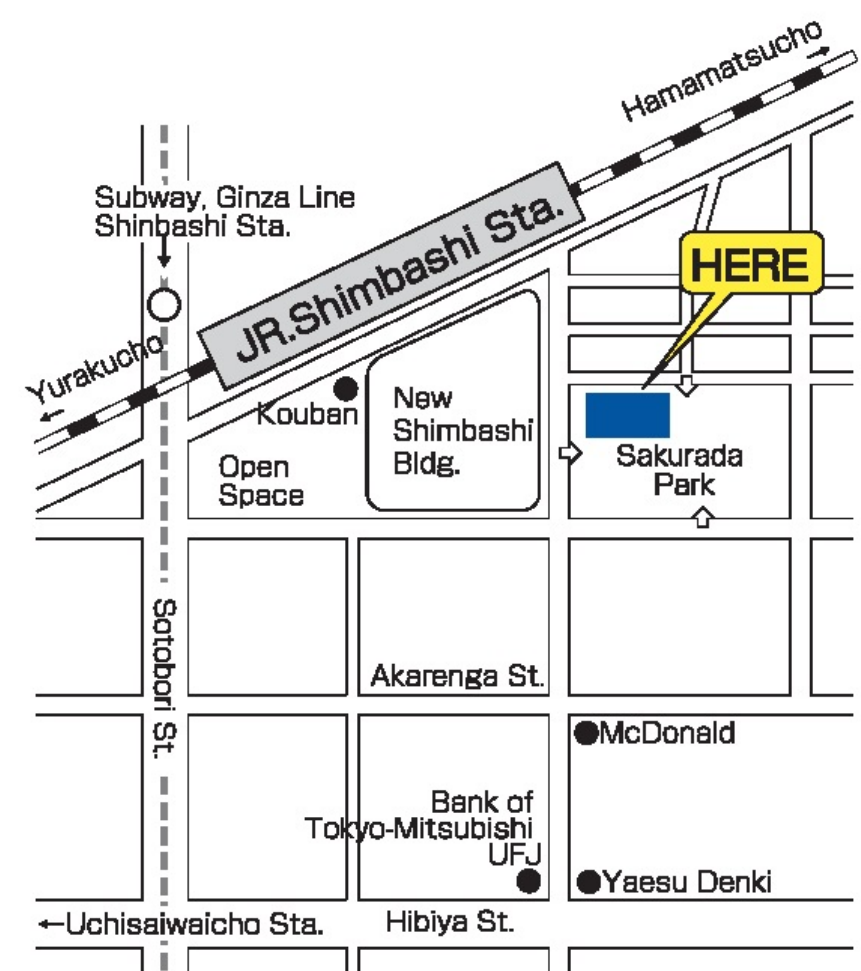 Hamamatsucho
→
Subway, Ginza Line
Shinbashi Sta.
JR.Shimbashi Sta.
HERE
Yurakucho
←
Kouban
New
Shimbashi
Bldg.
Open
Space
Sakurada
Park
Sotobori St.
Akarenga St.
McDonald
Bank of
Tokyo-Mitsubishi
UFJ
Yaesu Denki
←Uchisaiwaicho Sta.
Hibiya St.